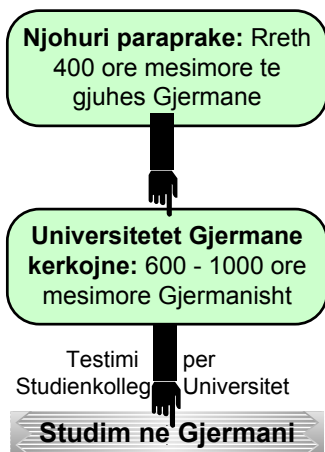 Njohuri paraprake: Rreth
400 ore mesimore te
gjuhes Gjermane
Universitetet Gjermane
kerkojne: 600 - 1000 ore
mesimore Gjermanisht
Testimi per
Studienkolleg Universitet
Studim ne Gjermani